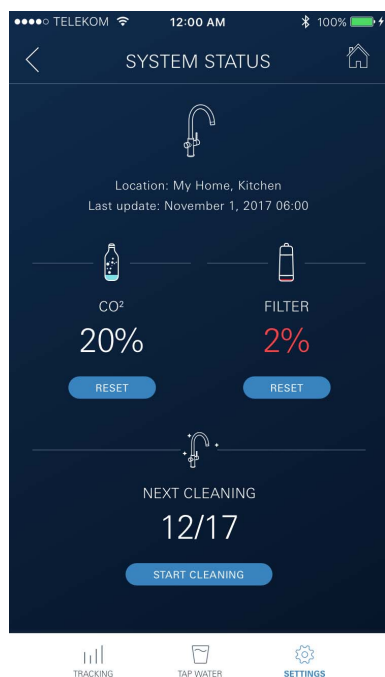 TELEKOM 12:00 AM 100%
SYSTEM STATUS
Location: My Home, Kitchen
Last update: November 1, 2017 06:00
CO² FILTER
20% 2%
RESET RESET
NEXT CLEANING
12/17
START CLEANING
TRACKING TAP WATER SETTINGS